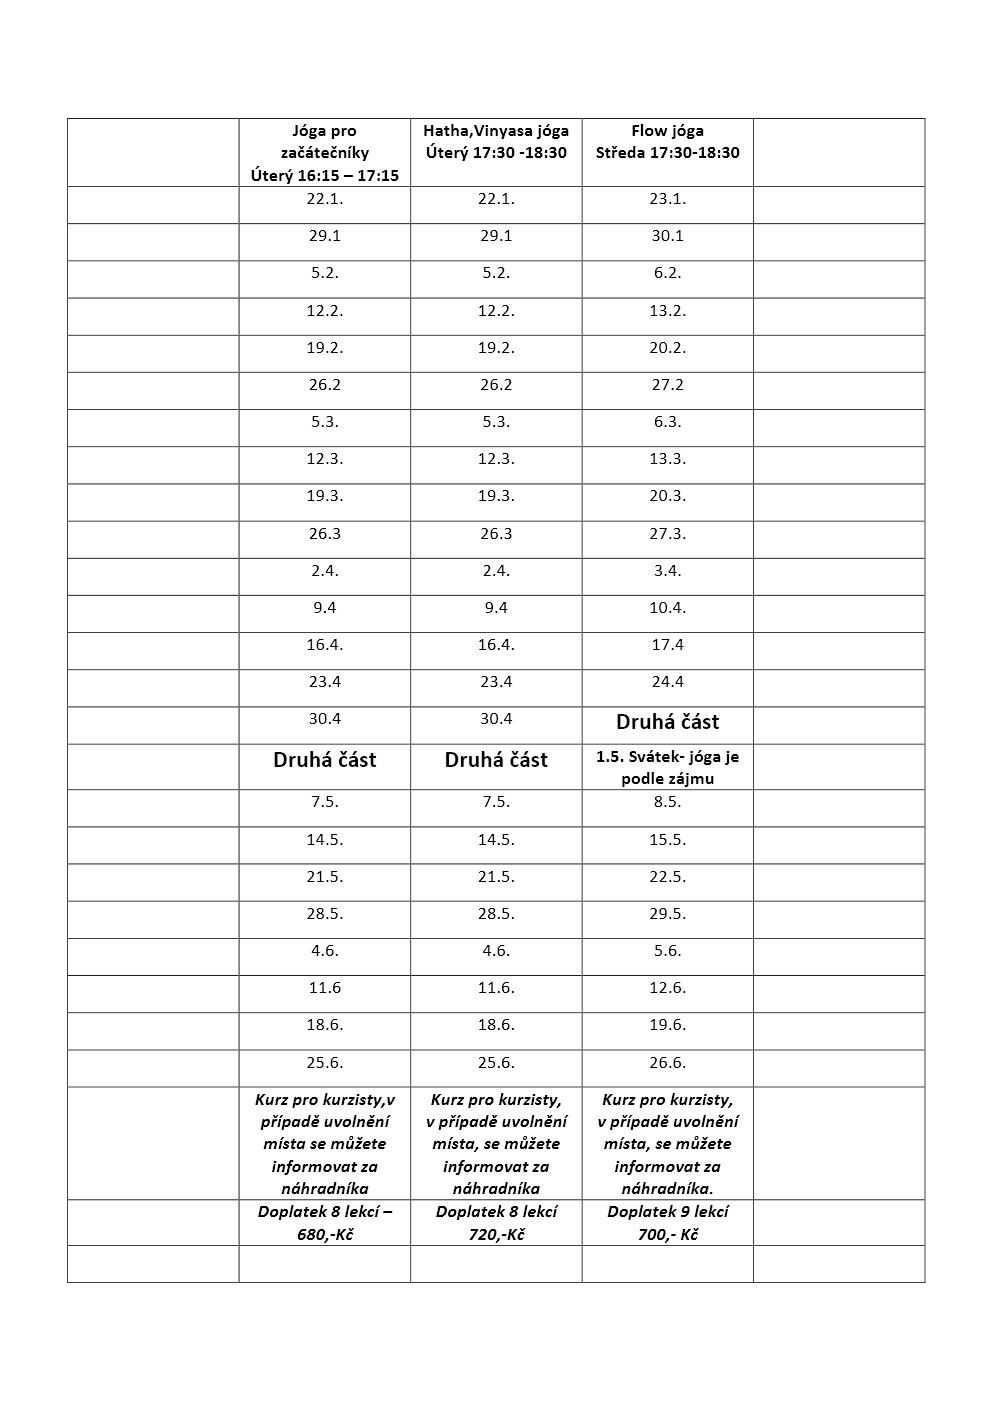 Jóga pro
začátečníky
Úterý 16:15 – 17:15
Hatha,Vinyasa jóga
Úterý 17:30 -18:30
Flow jóga
Středa 17:30-18:30
22.1. 22.1. 23.1.
29.1 29.1 30.1
5.2. 5.2. 6.2.
12.2. 12.2. 13.2.
19.2. 19.2. 20.2.
26.2 26.2 27.2
5.3. 5.3. 6.3.
12.3. 12.3. 13.3.
19.3. 19.3. 20.3.
26.3 26.3 27.3.
2.4. 2.4. 3.4.
9.4 9.4 10.4.
16.4. 16.4. 17.4
23.4 23.4 24.4
30.4 30.4 Druhá část
Druhá část Druhá část
1.5. Svátek- jóga je
podle zájmu
7.5. 7.5. 8.5.
14.5. 14.5. 15.5.
21.5. 21.5. 22.5.
28.5. 28.5. 29.5.
4.6. 4.6. 5.6.
11.6 11.6. 12.6.
18.6. 18.6. 19.6.
25.6. 25.6. 26.6.
Kurz pro kurzisty,v
případě uvolnění
místa se můžete
informovat za
náhradníka
Kurz pro kurzisty,
v případě uvolnění
místa, se můžete
informovat za
náhradníka
Kurz pro kurzisty,
v případě uvolnění
místa, se můžete
informovat za
náhradníka.
Doplatek 8 lekcí –
680,-Kč
Doplatek 8 lekcí
720,-Kč
Doplatek 9 lekcí
700,- Kč